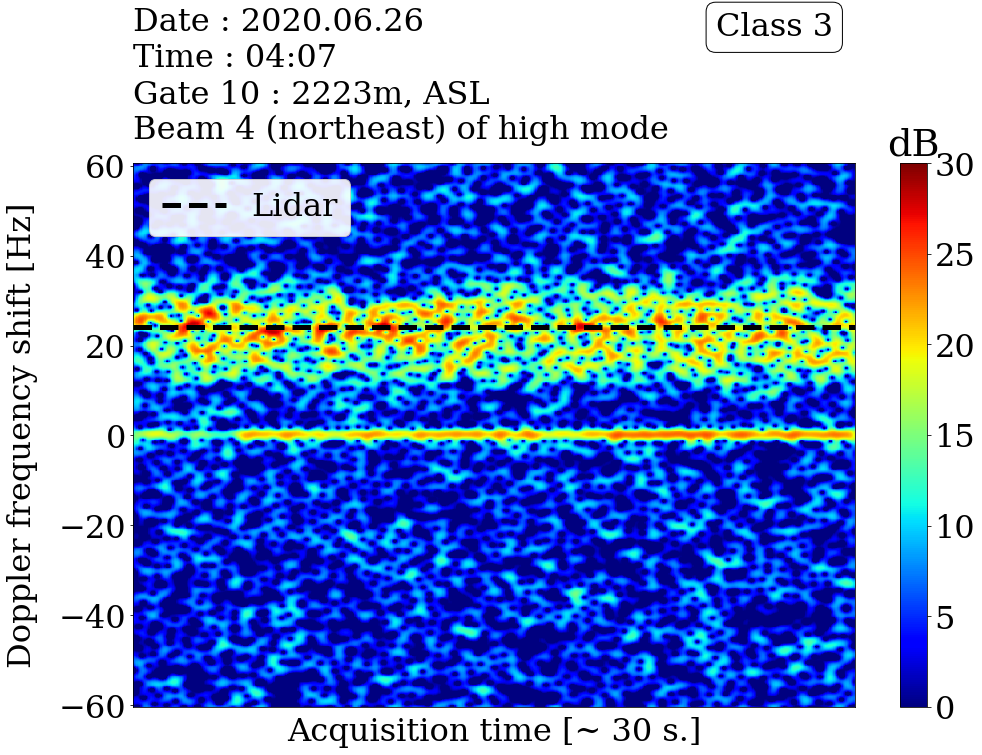 Date : 2020.06.26
Time : 04:07
Gate 10 : 2223m, ASL
Beam 4 (northeast) of high mode
Class 3
dB
Lidar
Doppler frequency shift [Hz]
60
40
20
0
−20
−40
−60
30
25
20
15
10
5
0
Acquisition time [~ 30 s.]